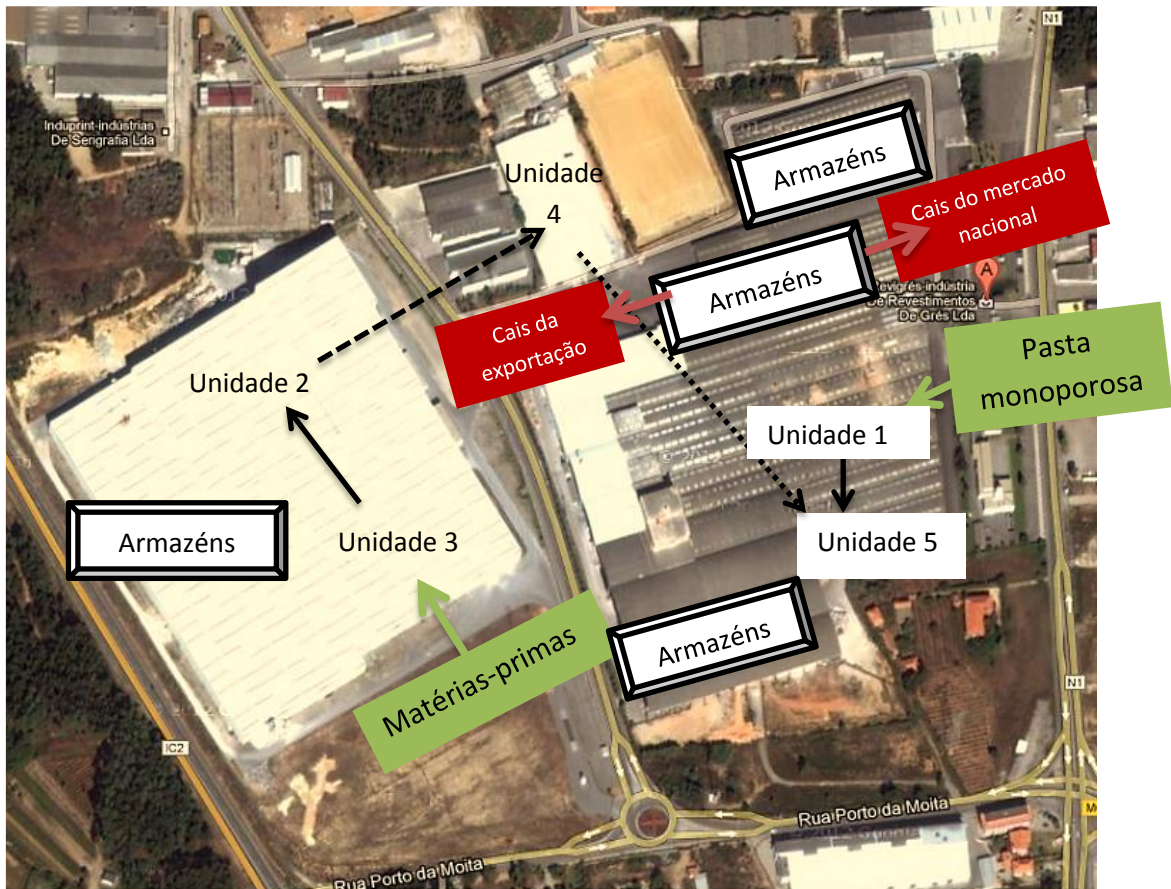 N1
Induprint-indústrias
De Serigrafia Lda
Unidade
4
Armazéns
Cais do mercado
nacional
Armazéns
Revigrés-indústria
De Revestimentos
De Grés Lda
A
Cais da
exportação
Pasta
monoporosa
Unidade 2
Unidade 1
Armazéns
Unidade 3
Unidade 5
Armazéns
Matérias-primas
N1
IC2
Rua Porto da Moita
Rua Porto da Moita